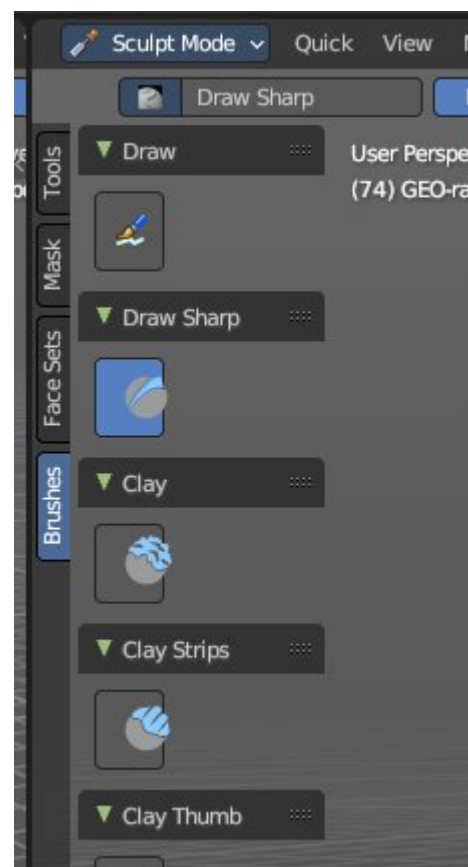 Sculpt Mode Quick View
Draw Sharp
Tools
Mask
Face Sets
Brushes
Draw
Draw Sharp
Clay
Clay Strips
Clay Thumb
User Perspe
(74) GEO-ra